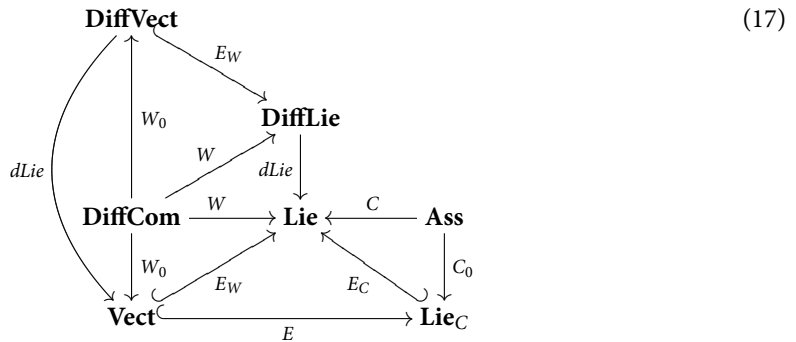 DiffVect (17)
E_W
DiffLie
W_0
W
dLie dLie
DiffCom W Lie C Ass
W_0 E_W E_C C_0
Vect E Lie_C